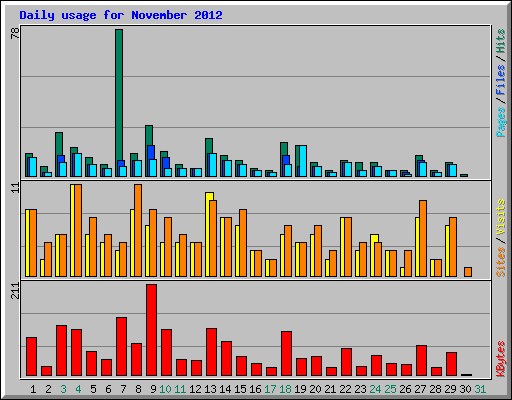 Daily usage for November 2012
78
Pages / Files / Hits
11
Sites / Visits
211
KBytes
1 2 3 4 5 6 7 8 9 10 11 12 13 14 15 16 17 18 19 20 21 22 23 24 25 26 27 28 29 30 31